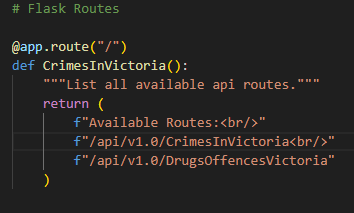 # Flask Routes
@app.route("/")
def CrimesInVictoria():
"""List all available api routes."""
return (
f"Available Routes:<br/>"
f"/api/v1.0/CrimesInVictoria<br/>"
f"/api/v1.0/DrugsOffencesVictoria"
)